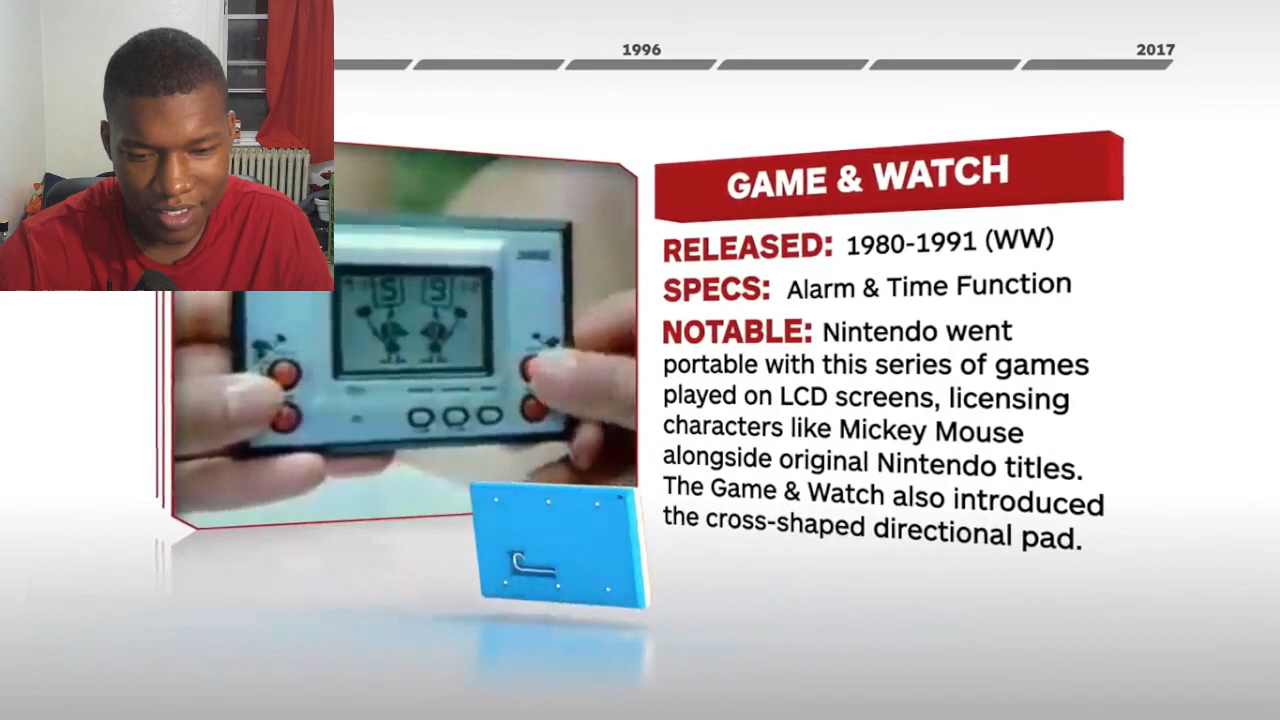 1996
2017
GAME & WATCH
RELEASED: 1980-1991 (WW)
SPECS: Alarm & Time Function
NOTABLE: Nintendo went
portable with this series of games
played on LCD screens, licensing
characters like Mickey Mouse
alongside original Nintendo titles.
The Game & Watch also introduced
the cross-shaped directional pad.